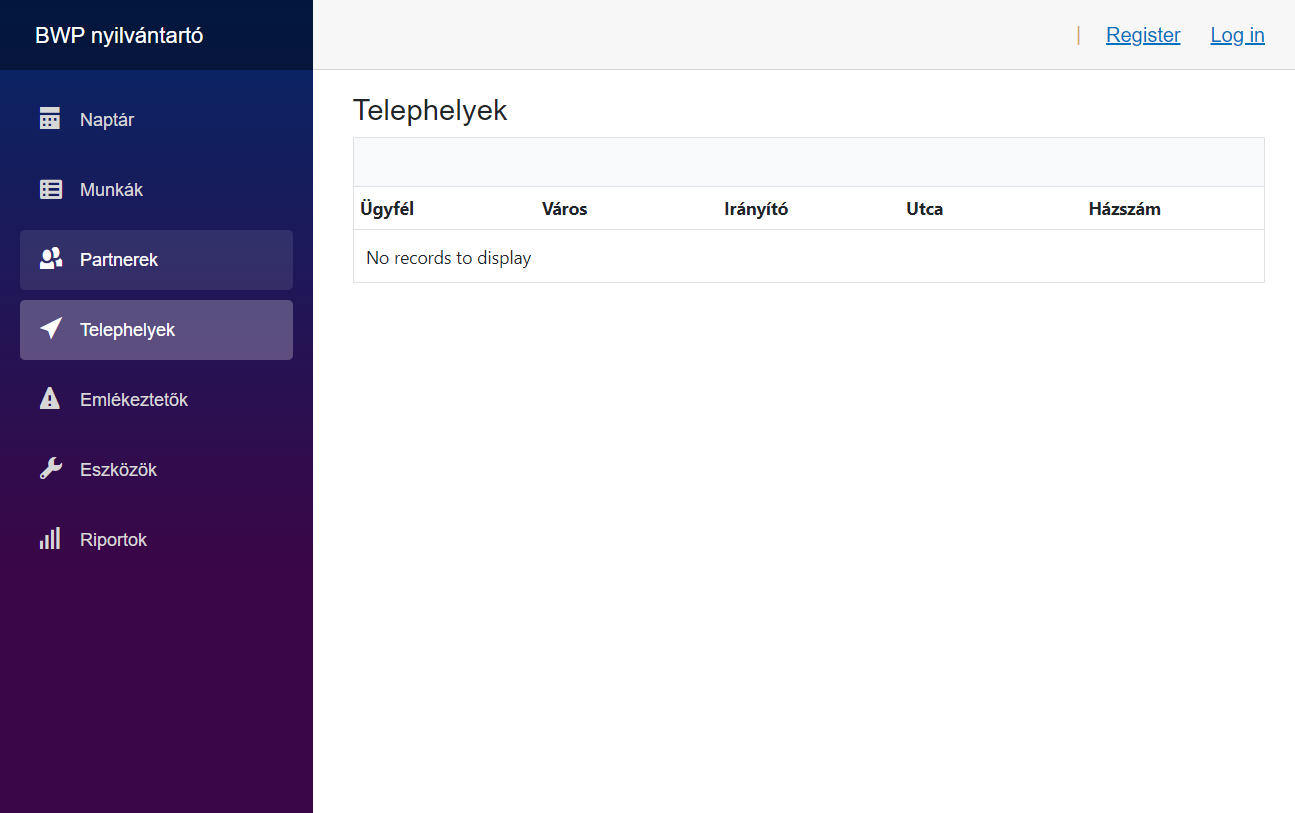 BWP nyilvántartó
| Register Log in
Naptár
Munkák
Partnerek
Telephelyek
Emlékeztetők
Eszközök
Riportok
Telephelyek
Ügyfél Város Irányító Utca Házszám
No records to display